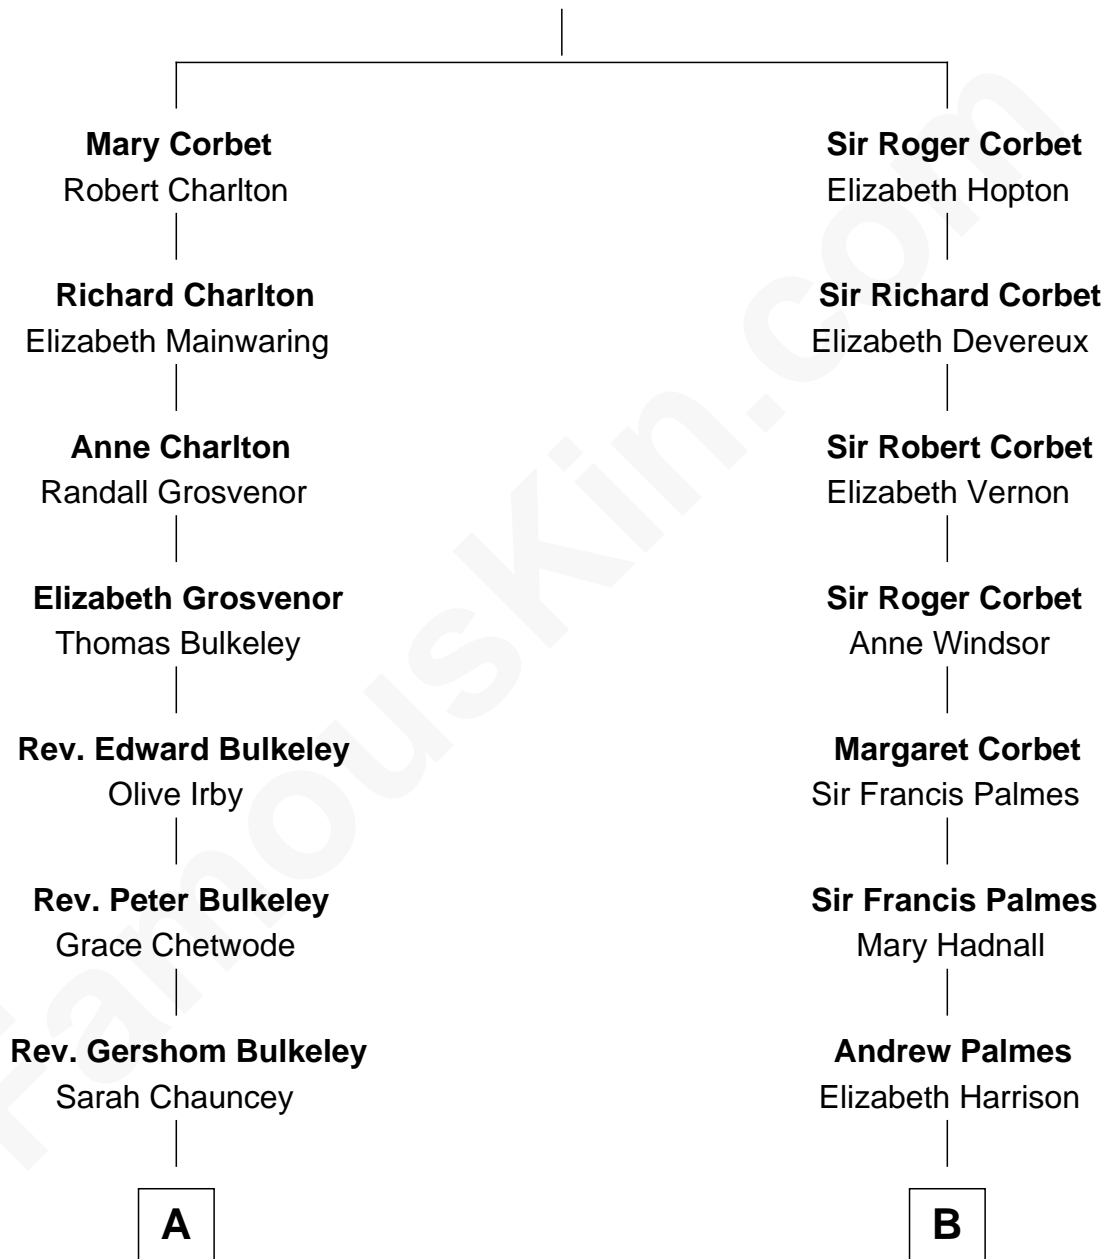 Mary Corbet
Robert Charlton
Richard Charlton
Elizabeth Mainwaring
Anne Charlton
Randall Grosvenor
Elizabeth Grosvenor
Thomas Bulkeley
Rev. Edward Bulkeley
Olive Irby
Rev. Peter Bulkeley
Grace Chetwode
Rev. Gershom Bulkeley
Sarah Chauncey
A
Sir Roger Corbet
Elizabeth Hopton
Sir Richard Corbet
Elizabeth Devereux
Sir Robert Corbet
Elizabeth Vernon
Sir Roger Corbet
Anne Windsor
Margaret Corbet
Sir Francis Palmes
Sir Francis Palmes
Mary Hadnall
Andrew Palmes
Elizabeth Harrison
B
FamousKin.com